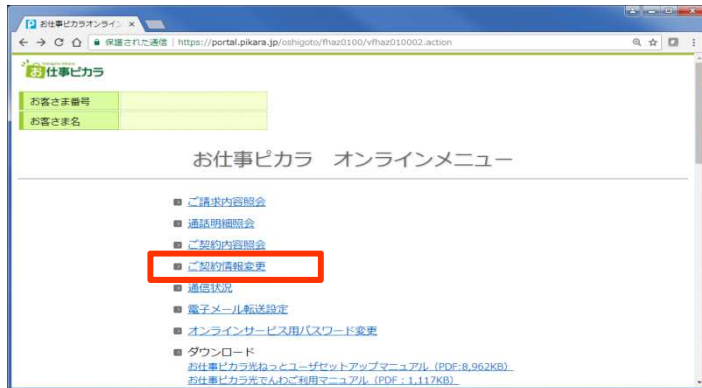 お仕事ピカラオンライン
保護された通信 | https://portal.pikara.jp/oshigoto/fhaz0100/vfhaz010002.action
お仕事ピカラ
お客さま番号
お客さま名
お仕事ピカラ　オンラインメニュー
ご請求内容照会
通話明細照会
ご契約内容照会
ご契約情報変更
通信状況
電子メール転送設定
オンラインサービス用パスワード変更
ダウンロード
お仕事ピカラ光ねっとユーザセットアップマニュアル（PDF:8,962KB）
お仕事ピカラ光でんわご利用マニュアル（PDF：1,117KB）